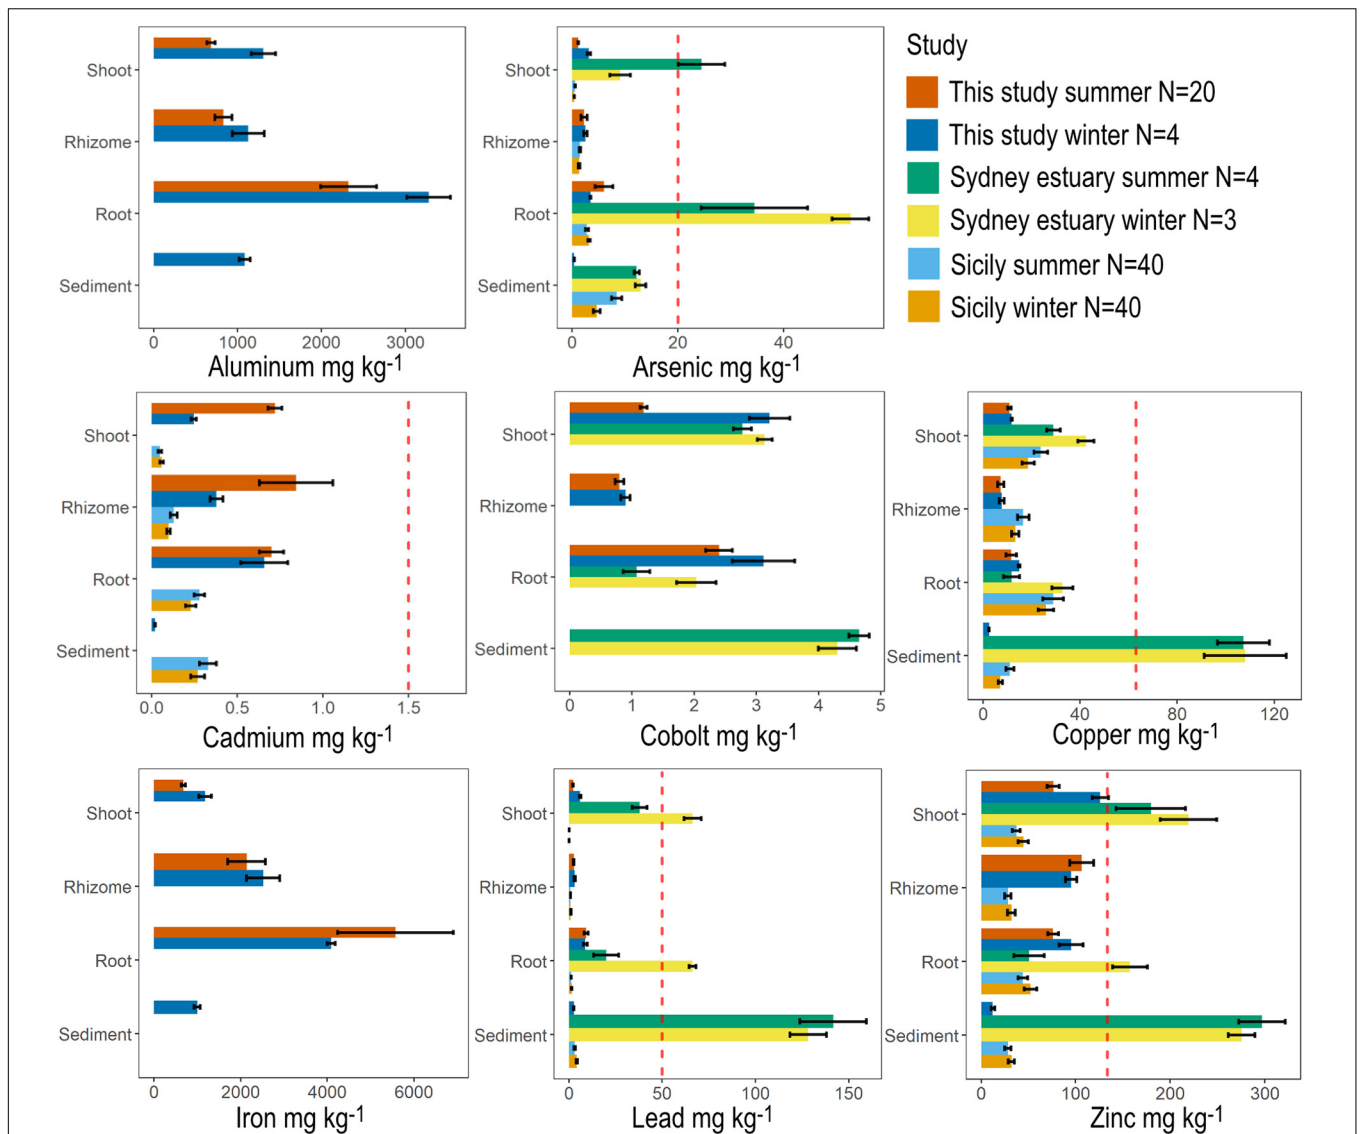 Study
This study summer N=20
This study winter N=4
Sydney estuary summer N=4
Sydney estuary winter N=3
Sicily summer N=40
Sicily winter N=40
Shoot
Rhizome
Root
Sediment
0 1000 2000 3000
Aluminum mg kg-1
Shoot
Rhizome
Root
Sediment
0 20 40
Arsenic mg kg-1
Shoot
Rhizome
Root
Sediment
0.0 0.5 1.0 1.5
Cadmium mg kg-1
Shoot
Rhizome
Root
Sediment
0 1 2 3 4 5
Cobolt mg kg-1
Shoot
Rhizome
Root
Sediment
0 40 80 120
Copper mg kg-1
Shoot
Rhizome
Root
Sediment
0 2000 4000 6000
Iron mg kg-1
Shoot
Rhizome
Root
Sediment
0 50 100 150
Lead mg kg-1
Shoot
Rhizome
Root
Sediment
0 100 200 300
Zinc mg kg-1